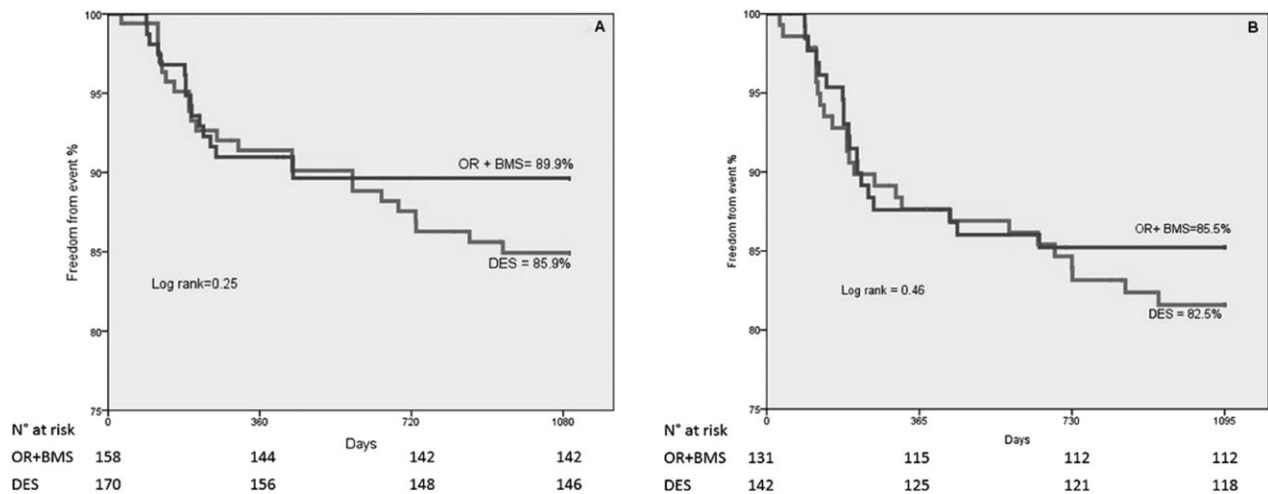 A
100
95
90
85
80
75
Freedom from event %
OR + BMS= 89.9%
DES = 85.9%
Log rank=0.25
0 360 720 1080
Days
N° at risk
OR+BMS 158 144 142 142
DES 170 156 148 146
B
100
95
90
85
80
75
Freedom from event %
OR+ BMS=85.5%
DES = 82.5%
Log rank = 0.46
0 365 730 1095
Days
N° at risk
OR+BMS 131 115 112 112
DES 142 125 121 118